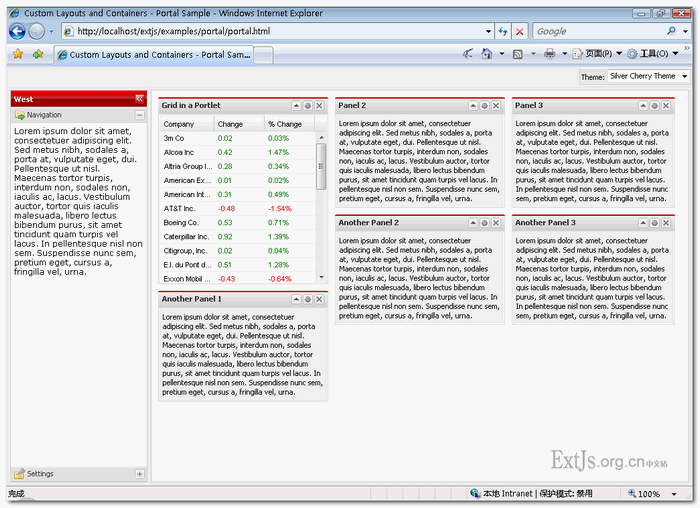 Custom Layouts and Containers - Portal Sample - Windows Internet Explorer
http://localhost/extjs/examples/portal/portal.html
Google
Custom Layouts and Containers - Portal Sam...
页面(P)
工具(O)
Theme: Silver Cherry Theme
West
Navigation
Lorem ipsum dolor sit amet,
consectetuer adipiscing elit.
Sed metus nibh, sodales a,
porta at, vulputate eget, dui.
Pellentesque ut nisl.
Maecenas tortor turpis,
interdum non, sodales non,
iaculis ac, lacus. Vestibulum
auctor, tortor quis iaculis
malesuada, libero lectus
bibendum purus, sit amet
tincidunt quam turpis vel
lacus. In pellentesque nisl non
sem. Suspendisse nunc sem,
pretium eget, cursus a,
fringilla vel, urna.
Settings
Grid in a Portlet
Company Change % Change
3m Co 0.02 0.03%
Alcoa Inc 0.42 1.47%
Altria Group I... 0.28 0.34%
American Ex... 0.01 0.02%
American Int... 0.31 0.49%
AT&T Inc. -0.48 -1.54%
Boeing Co. 0.53 0.71%
Caterpillar Inc. 0.92 1.39%
Citigroup, Inc. 0.02 0.04%
E.I. du Pont d... 0.51 1.28%
Exxon Mobil ... -0.43 -0.64%
Another Panel 1
Lorem ipsum dolor sit amet, consectetuer
adipiscing elit. Sed metus nibh, sodales a, porta
at, vulputate eget, dui. Pellentesque ut nisl.
Maecenas tortor turpis, interdum non, sodales
non, iaculis ac, lacus. Vestibulum auctor, tortor
quis iaculis malesuada, libero lectus bibendum
purus, sit amet tincidunt quam turpis vel lacus. In
pellentesque nisl non sem. Suspendisse nunc sem,
pretium eget, cursus a, fringilla vel, urna.
Panel 2
Lorem ipsum dolor sit amet, consectetuer
adipiscing elit. Sed metus nibh, sodales a, porta
at, vulputate eget, dui. Pellentesque ut nisl.
Maecenas tortor turpis, interdum non, sodales
non, iaculis ac, lacus. Vestibulum auctor, tortor
quis iaculis malesuada, libero lectus bibendum
purus, sit amet tincidunt quam turpis vel lacus. In
pellentesque nisl non sem. Suspendisse nunc sem,
pretium eget, cursus a, fringilla vel, urna.
Another Panel 2
Lorem ipsum dolor sit amet, consectetuer
adipiscing elit. Sed metus nibh, sodales a, porta
at, vulputate eget, dui. Pellentesque ut nisl.
Maecenas tortor turpis, interdum non, sodales
non, iaculis ac, lacus. Vestibulum auctor, tortor
quis iaculis malesuada, libero lectus bibendum
purus, sit amet tincidunt quam turpis vel lacus. In
pellentesque nisl non sem. Suspendisse nunc sem,
pretium eget, cursus a, fringilla vel, urna.
Panel 3
Lorem ipsum dolor sit amet, consectetuer
adipiscing elit. Sed metus nibh, sodales a, porta
at, vulputate eget, dui. Pellentesque ut nisl.
Maecenas tortor turpis, interdum non, sodales
non, iaculis ac, lacus. Vestibulum auctor, tortor
quis iaculis malesuada, libero lectus bibendum
purus, sit amet tincidunt quam turpis vel lacus. In
pellentesque nisl non sem. Suspendisse nunc sem,
pretium eget, cursus a, fringilla vel, urna.
Another Panel 3
Lorem ipsum dolor sit amet, consectetuer
adipiscing elit. Sed metus nibh, sodales a, porta
at, vulputate eget, dui. Pellentesque ut nisl.
Maecenas tortor turpis, interdum non, sodales
non, iaculis ac, lacus. Vestibulum auctor, tortor
quis iaculis malesuada, libero lectus bibendum
purus, sit amet tincidunt quam turpis vel lacus. In
pellentesque nisl non sem. Suspendisse nunc sem,
pretium eget, cursus a, fringilla vel, urna.
ExtJs.org.cn中文站
完成
本地 Intranet | 保护模式: 禁用
100%